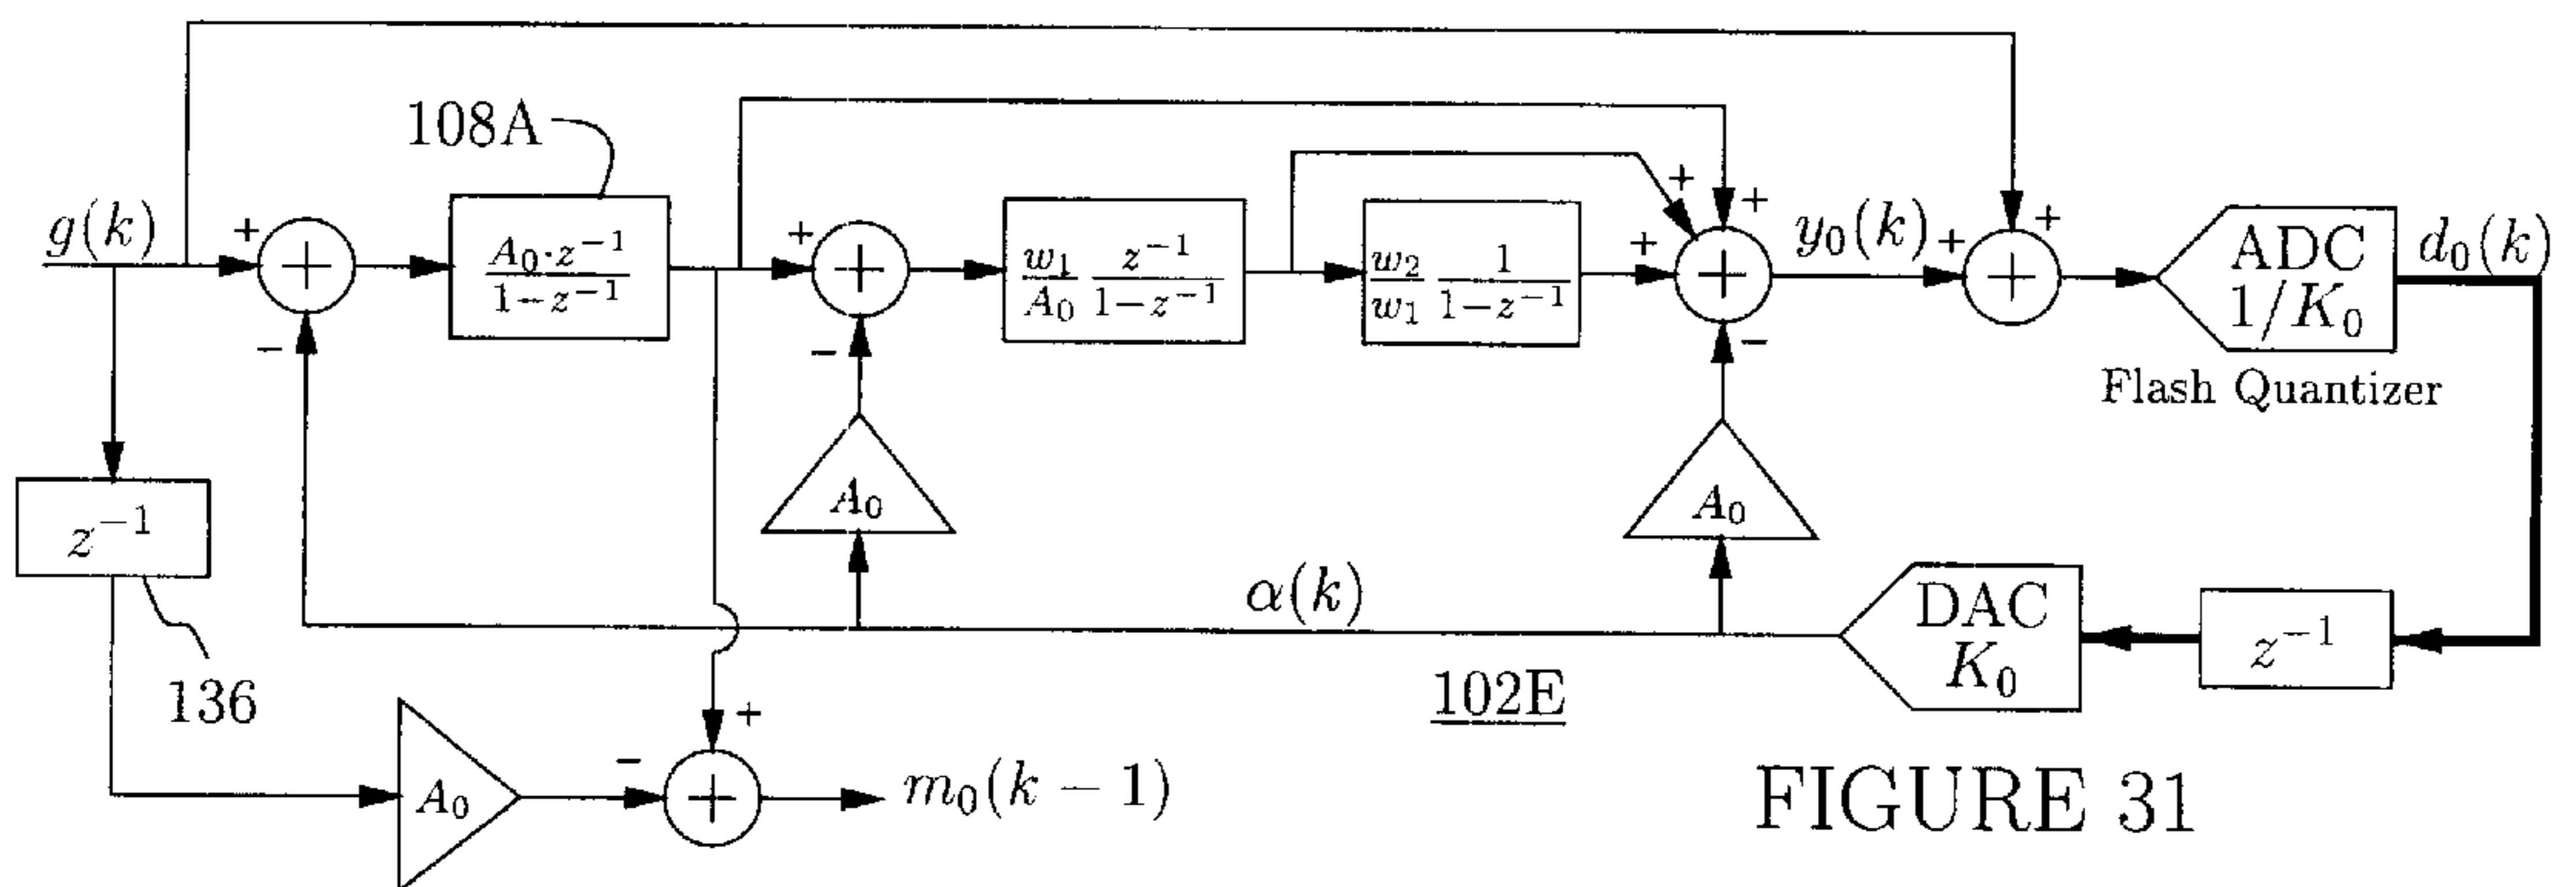 108A
g(k)
+
+
−
A₀·z⁻¹
1−z⁻¹
+
+
−
w₁ z⁻¹
A₀ 1−z⁻¹
w₂ 1
w₁ 1−z⁻¹
+
+
+
+
−
y₀(k)
+
+
+
ADC
1/K₀
d₀(k)
Flash Quantizer
z⁻¹
136
A₀
A₀
α(k)
DAC
K₀
z⁻¹
102E
A₀
−
+
+
m₀(k − 1)
FIGURE 31